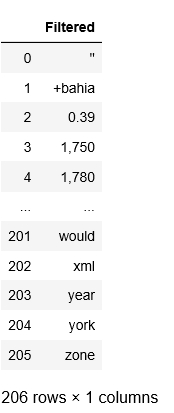 Filtered
0 "
1 +bahia
2 0.39
3 1,750
4 1,780
... ...
201 would
202 xml
203 year
204 york
205 zone
206 rows × 1 columns